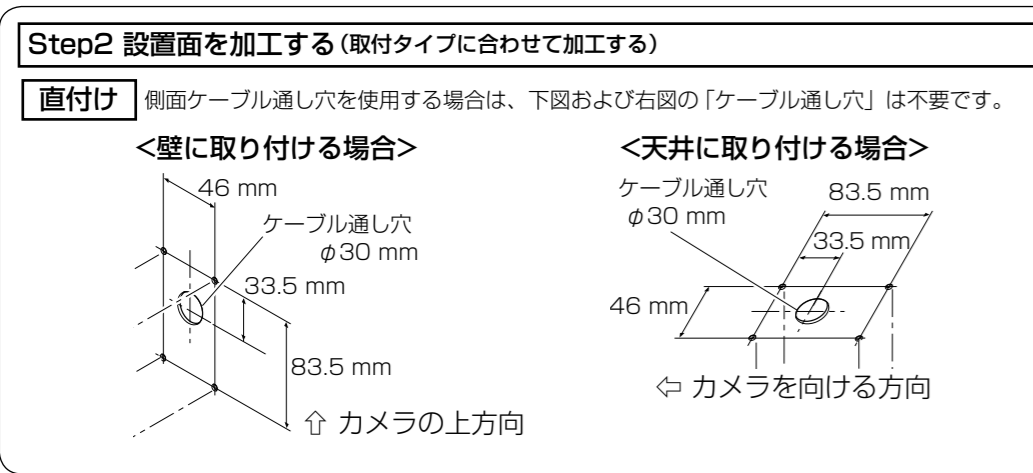 Step2 設置面を加工する(取付タイプに合わせて加工する)
直付け 側面ケーブル通し穴を使用する場合は、下図および右図の「ケーブル通し穴」は不要です。
<壁に取り付ける場合>
46 mm
ケーブル通し穴
φ30 mm
33.5 mm
83.5 mm
⇧ カメラの上方向
<天井に取り付ける場合>
ケーブル通し穴
φ30 mm
83.5 mm
33.5 mm
46 mm
⇦ カメラを向ける方向